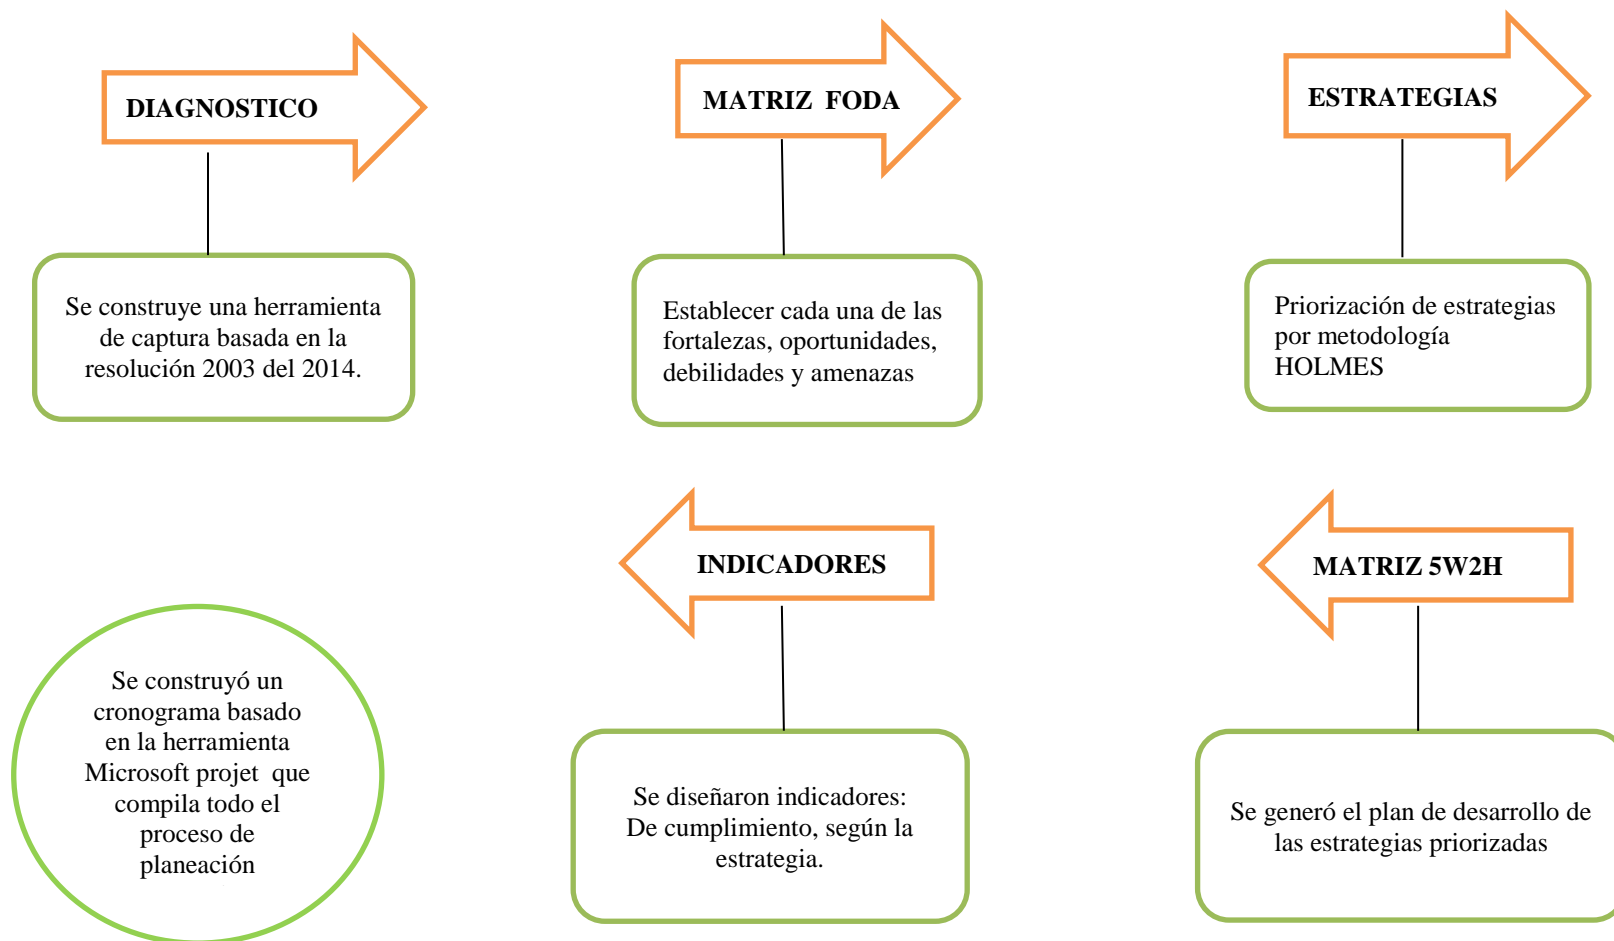 DIAGNOSTICO
MATRIZ FODA
ESTRATEGIAS
Se construye una herramienta
de captura basada en la
resolución 2003 del 2014.
Establecer cada una de las
fortalezas, oportunidades,
debilidades y amenazas
Priorización de estrategias
por metodología
HOLMES
MATRIZ 5W2H
INDICADORES
Se generó el plan de desarrollo de
las estrategias priorizadas
Se diseñaron indicadores:
De cumplimiento, según la
estrategia.
Se construyó un
cronograma basado
en la herramienta
Microsoft projet que
compila todo el
proceso de
planeación